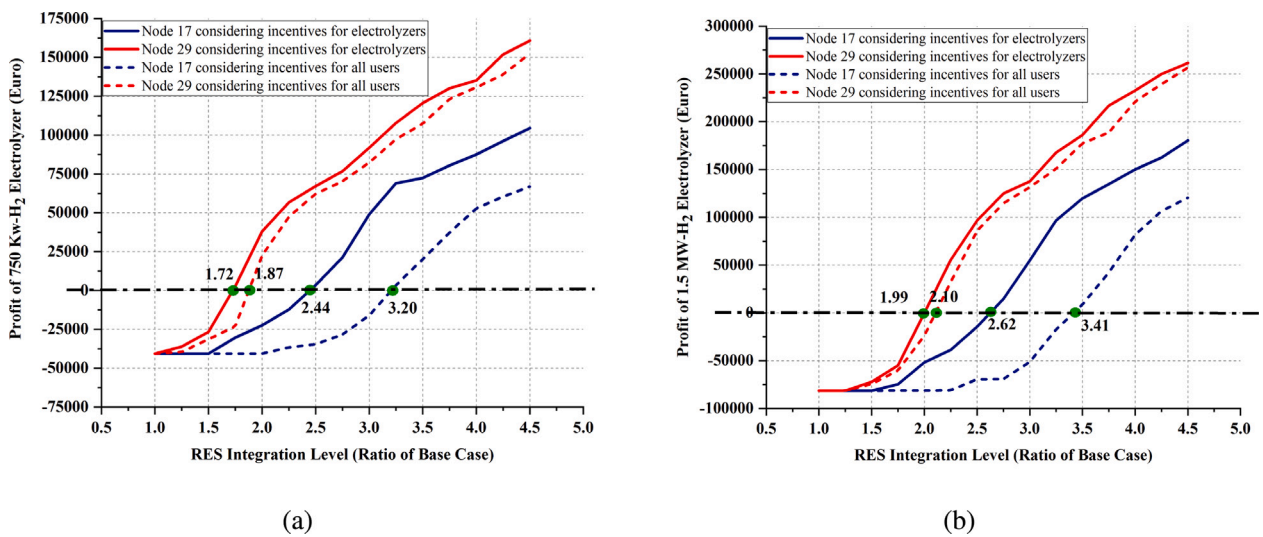 175000
150000
125000
100000
75000
50000
25000
0
-25000
-50000
-75000
Profit of 750 Kw-H2 Electrolyzer (Euro)
Node 17 considering incentives for electrolyzers
Node 29 considering incentives for electrolyzers
Node 17 considering incentives for all users
Node 29 considering incentives for all users
1.72
1.87
2.44
3.20
0.5 1.0 1.5 2.0 2.5 3.0 3.5 4.0 4.5 5.0
RES Integration Level (Ratio of Base Case)
(a)
300000
250000
200000
150000
100000
50000
0
-50000
-100000
Profit of 1.5 MW-H2 Electrolyzer (Euro)
Node 17 considering incentives for electrolyzers
Node 29 considering incentives for electrolyzers
Node 17 considering incentives for all users
Node 29 considering incentives for all users
1.99
2.10
2.62
3.41
0.5 1.0 1.5 2.0 2.5 3.0 3.5 4.0 4.5 5.0
RES Integration Level (Ratio of Base Case)
(b)